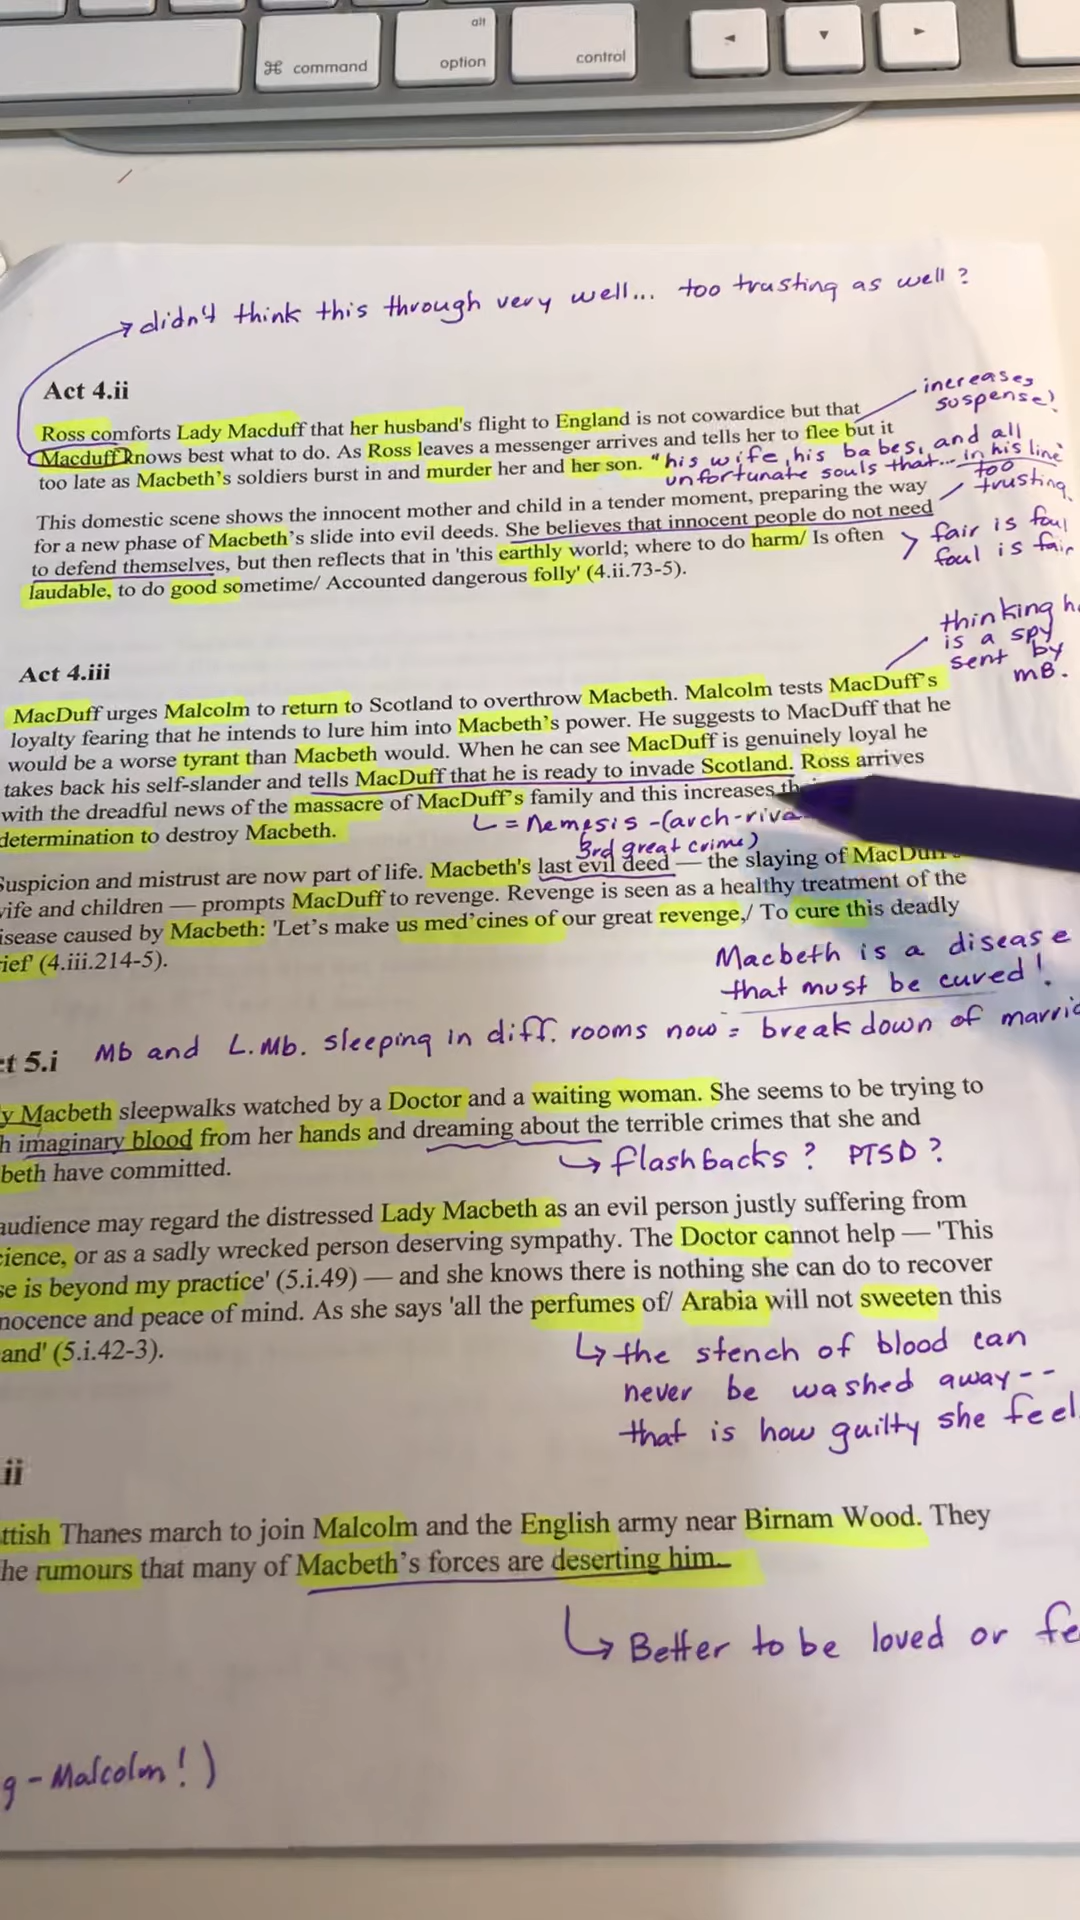 alt
⌘ command
option
control
→ didn't think this through very well... too trusting as well?
Act 4.ii
increases
suspense!
Ross comforts Lady Macduff that her husband's flight to England is not cowardice but that
Macduff knows best what to do. As Ross leaves a messenger arrives and tells her to flee but it
too late as Macbeth's soldiers burst in and murder her and her son.
"his wife, his babes, and all
unfortunate souls that... in his line
too
trusting
This domestic scene shows the innocent mother and child in a tender moment, preparing the way
for a new phase of Macbeth's slide into evil deeds. She believes that innocent people do not need
to defend themselves, but then reflects that in 'this earthly world; where to do harm/ Is often
laudable, to do good sometime/ Accounted dangerous folly' (4.ii.73-5).
fair is foul
foul is fair
Act 4.iii
thinking
is a spy
sent by
mB.
MacDuff urges Malcolm to return to Scotland to overthrow Macbeth. Malcolm tests MacDuff's
loyalty fearing that he intends to lure him into Macbeth's power. He suggests to MacDuff that he
would be a worse tyrant than Macbeth would. When he can see MacDuff is genuinely loyal he
takes back his self-slander and tells MacDuff that he is ready to invade Scotland. Ross arrives
with the dreadful news of the massacre of MacDuff's family and this increases
determination to destroy Macbeth.
= nemesis - (arch-riva
3rd great crime)
Suspicion and mistrust are now part of life. Macbeth's last evil deed — the slaying of MacDuff
ife and children — prompts MacDuff to revenge. Revenge is seen as a healthy treatment of the
isease caused by Macbeth: 'Let's make us med'cines of our great revenge,/ To cure this deadly
rief' (4.iii.214-5).
Macbeth is a disease
that must be cured!
t 5.i
Mb and L.Mb. sleeping in diff. rooms now = breakdown of marri
y Macbeth sleepwalks watched by a Doctor and a waiting woman. She seems to be trying to
h imaginary blood from her hands and dreaming about the terrible crimes that she and
beth have committed.
→ flashbacks? PTSD?
audience may regard the distressed Lady Macbeth as an evil person justly suffering from
cience, or as a sadly wrecked person deserving sympathy. The Doctor cannot help — 'This
se is beyond my practice' (5.i.49) — and she knows there is nothing she can do to recover
nocence and peace of mind. As she says 'all the perfumes of/ Arabia will not sweeten this
and' (5.i.42-3).
↳ the stench of blood can
never be washed away--
that is how guilty she feel
ii
ttish Thanes march to join Malcolm and the English army near Birnam Wood. They
he rumours that many of Macbeth's forces are deserting him.
↳ Better to be loved or fe
g - Malcolm!)